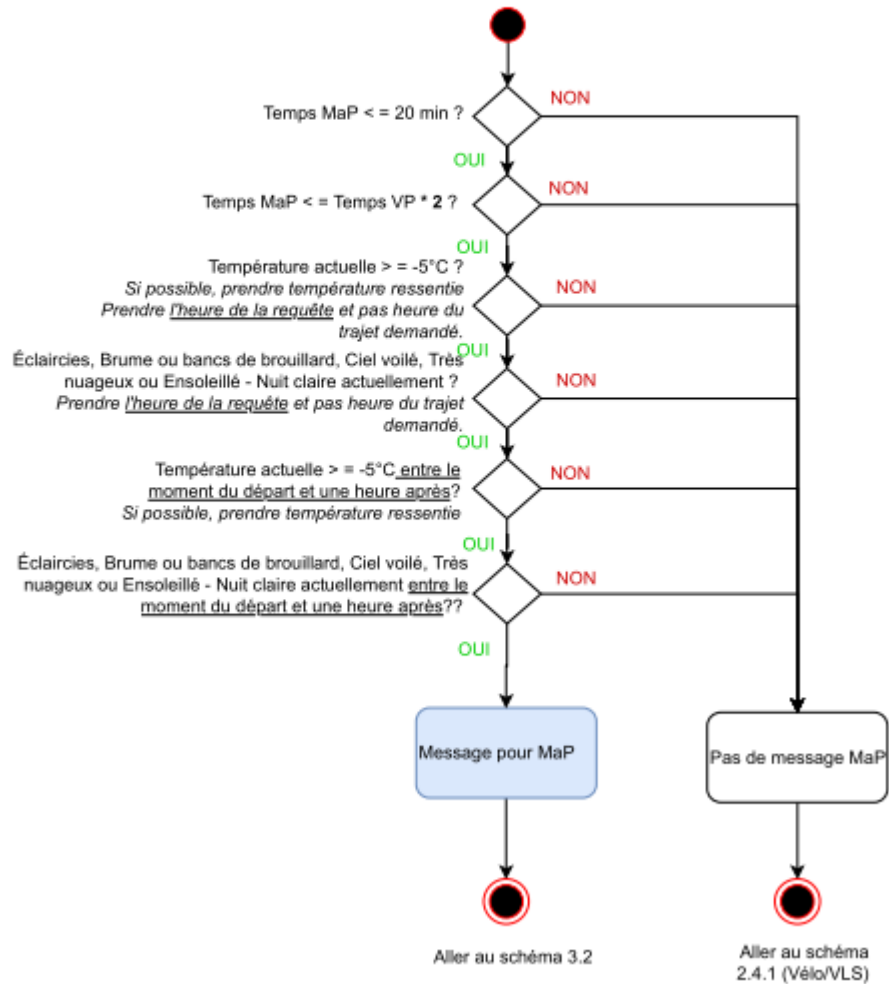 Temps MaP < = 20 min ?
NON
OUI
Temps MaP < = Temps VP * 2 ?
NON
OUI
Température actuelle > = -5°C ?
Si possible, prendre température ressentie
Prendre l'heure de la requête et pas heure du
trajet demandé.
NON
OUI
Éclaircies, Brume ou bancs de brouillard, Ciel voilé, Très
nuageux ou Ensoleillé - Nuit claire actuellement ?
Prendre l'heure de la requête et pas heure du trajet
demandé.
NON
OUI
Température actuelle > = -5°C entre le
moment du départ et une heure après?
Si possible, prendre température ressentie
NON
OUI
Éclaircies, Brume ou bancs de brouillard, Ciel voilé, Très
nuageux ou Ensoleillé - Nuit claire actuellement entre le
moment du départ et une heure après??
NON
OUI
Message pour MaP
Pas de message MaP
Aller au schéma 3.2
Aller au schéma
2.4.1 (Vélo/VLS)